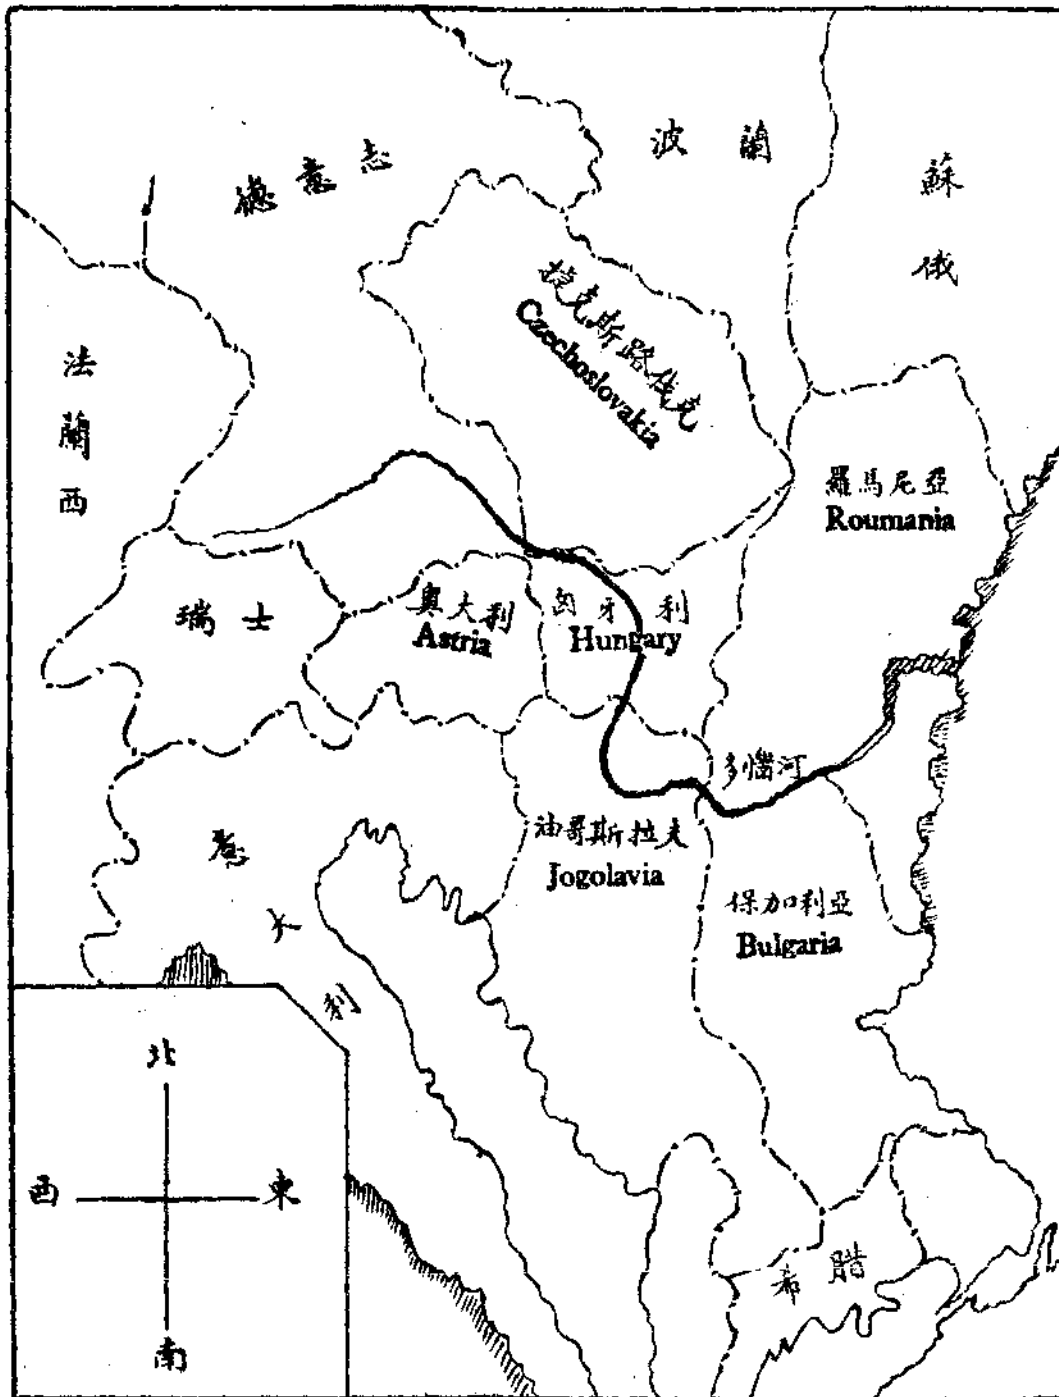 德意志
波蘭
蘇俄
捷克斯路伐克
Czechoslovakia
法蘭西
羅馬尼亞
Roumania
瑞士
奧大利
Astria
匈牙利
Hungary
多惱河
油哥斯拉夫
Jogolavia
意大利
保加利亞
Bulgaria
北
西
東
南
希腊